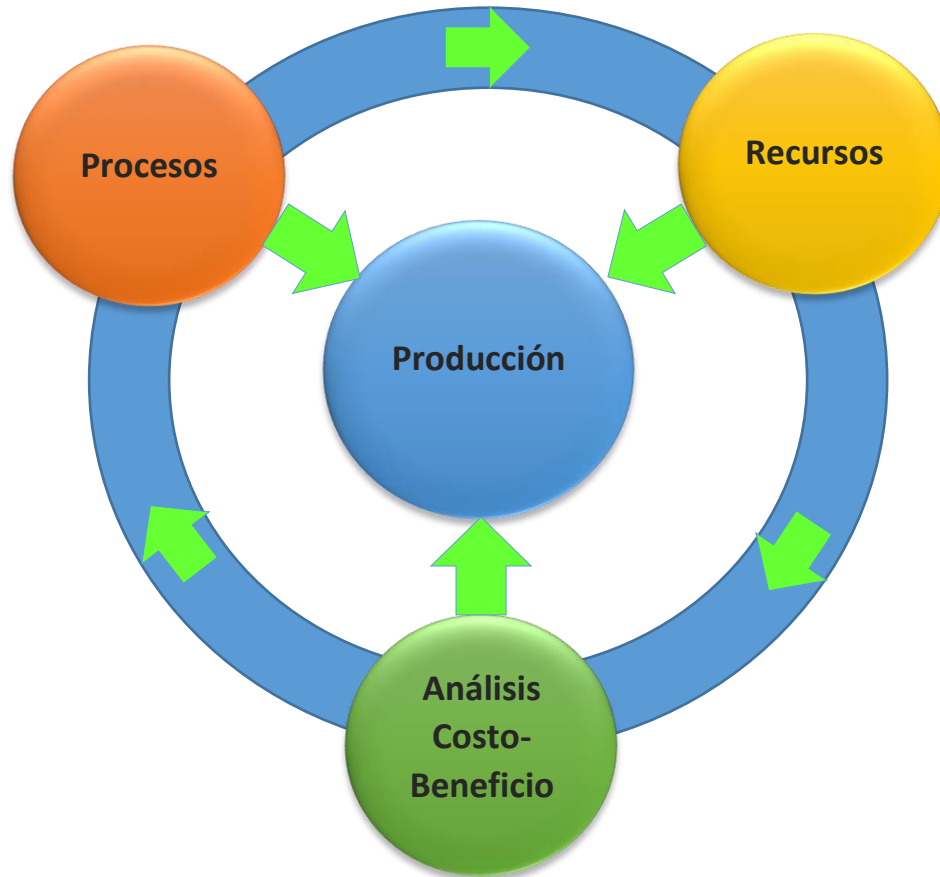 Procesos
Recursos
Producción
Análisis
Costo-
Beneficio